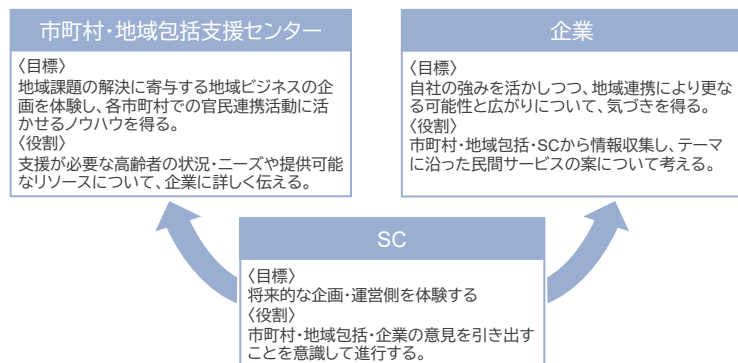 市町村・地域包括支援センター
〈目標〉
地域課題の解決に寄与する地域ビジネスの企
画を体験し、各市町村での官民連携活動に活
かせるノウハウを得る。
〈役割〉
支援が必要な高齢者の状況・ニーズや提供可能
なリソースについて、企業に詳しく伝える。
企業
〈目標〉
自社の強みを活かしつつ、地域連携により更な
る可能性と広がりについて、気づきを得る。
〈役割〉
市町村・地域包括・SCから情報収集し、テーマ
に沿った民間サービスの案について考える。
SC
〈目標〉
将来的な企画・運営側を体験する
〈役割〉
市町村・地域包括・企業の意見を引き出す
ことを意識して進行する。